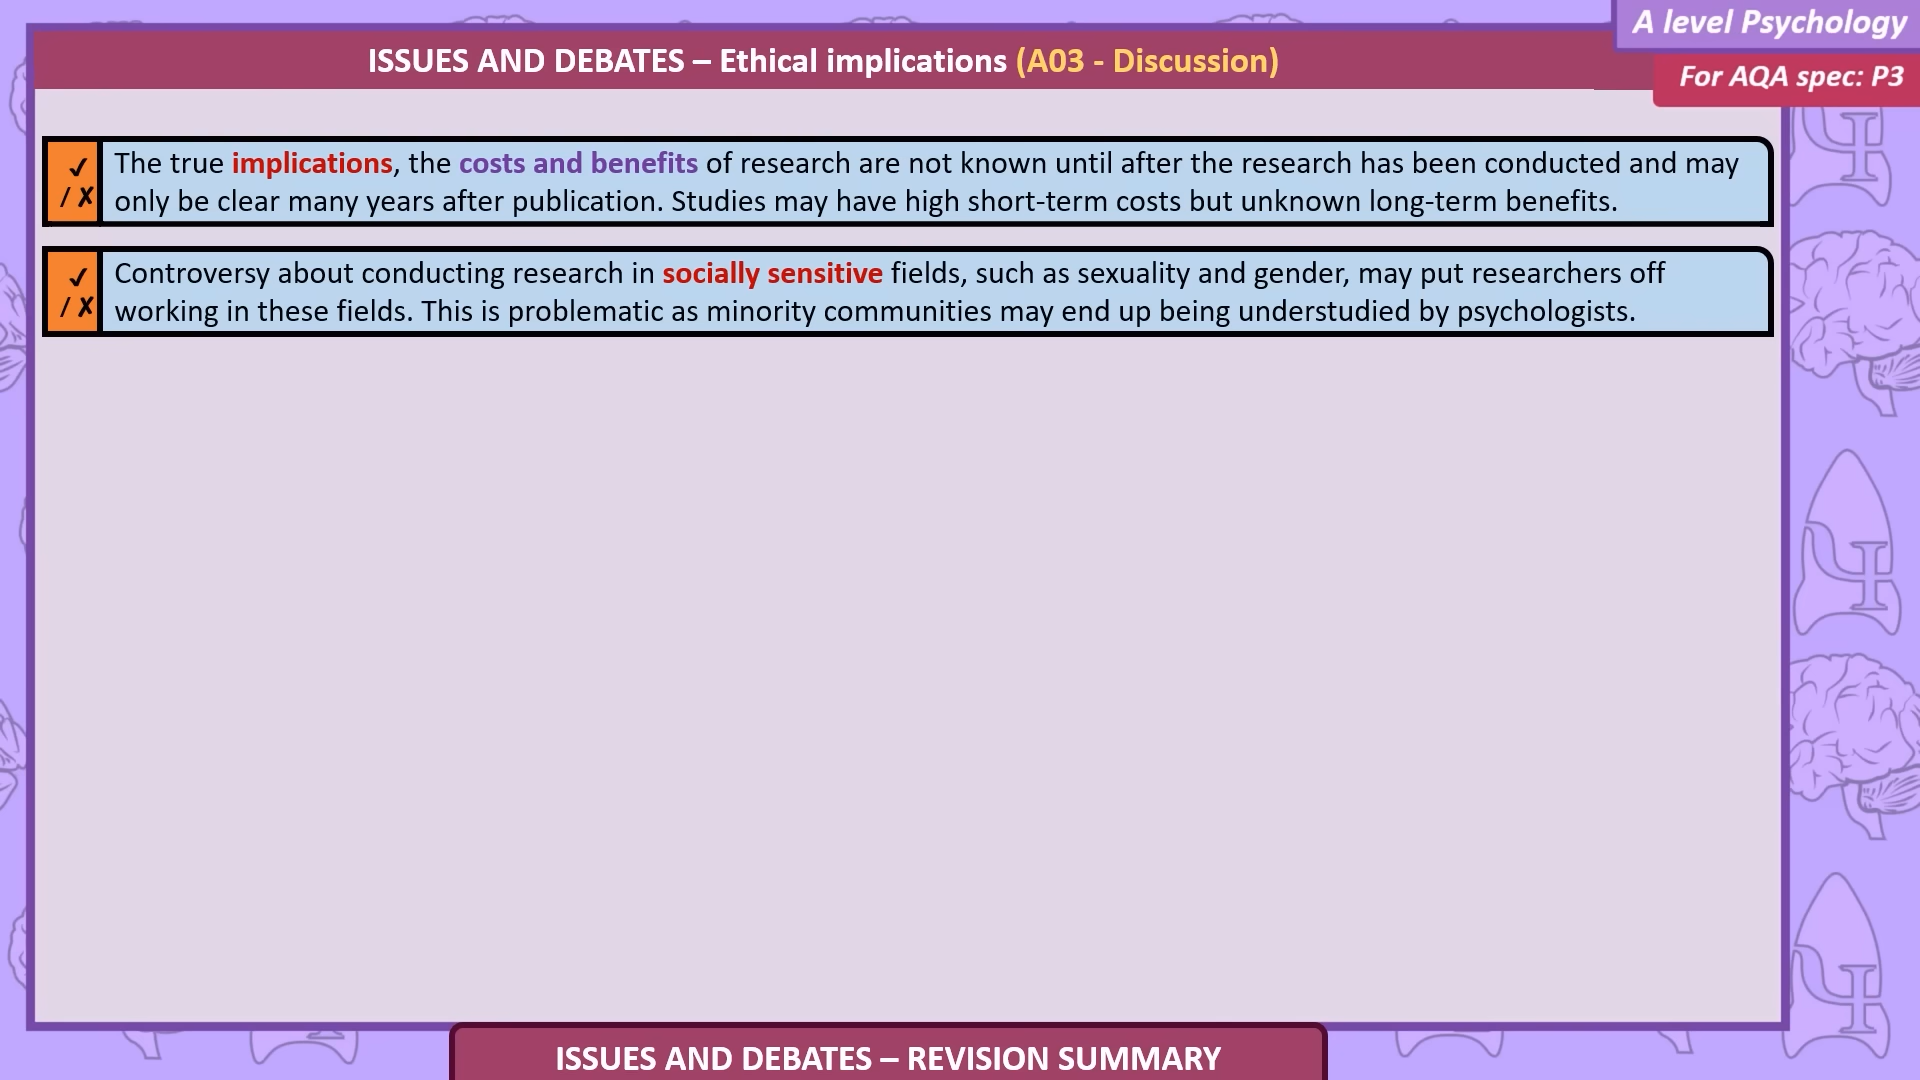 A level Psychology
ISSUES AND DEBATES – Ethical implications (A03 - Discussion)
For AQA spec: P3
✓ / ✗
The true implications, the costs and benefits of research are not known until after the research has been conducted and may
only be clear many years after publication. Studies may have high short-term costs but unknown long-term benefits.
✓ / ✗
Controversy about conducting research in socially sensitive fields, such as sexuality and gender, may put researchers off
working in these fields. This is problematic as minority communities may end up being understudied by psychologists.
ISSUES AND DEBATES – REVISION SUMMARY